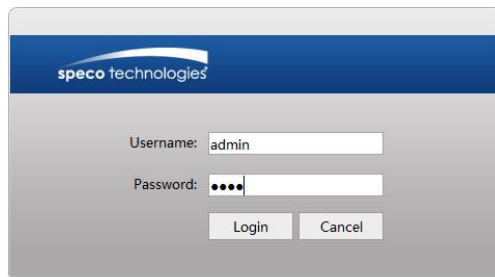 speco technologies
Username: admin
Password: ●●●●
Login Cancel